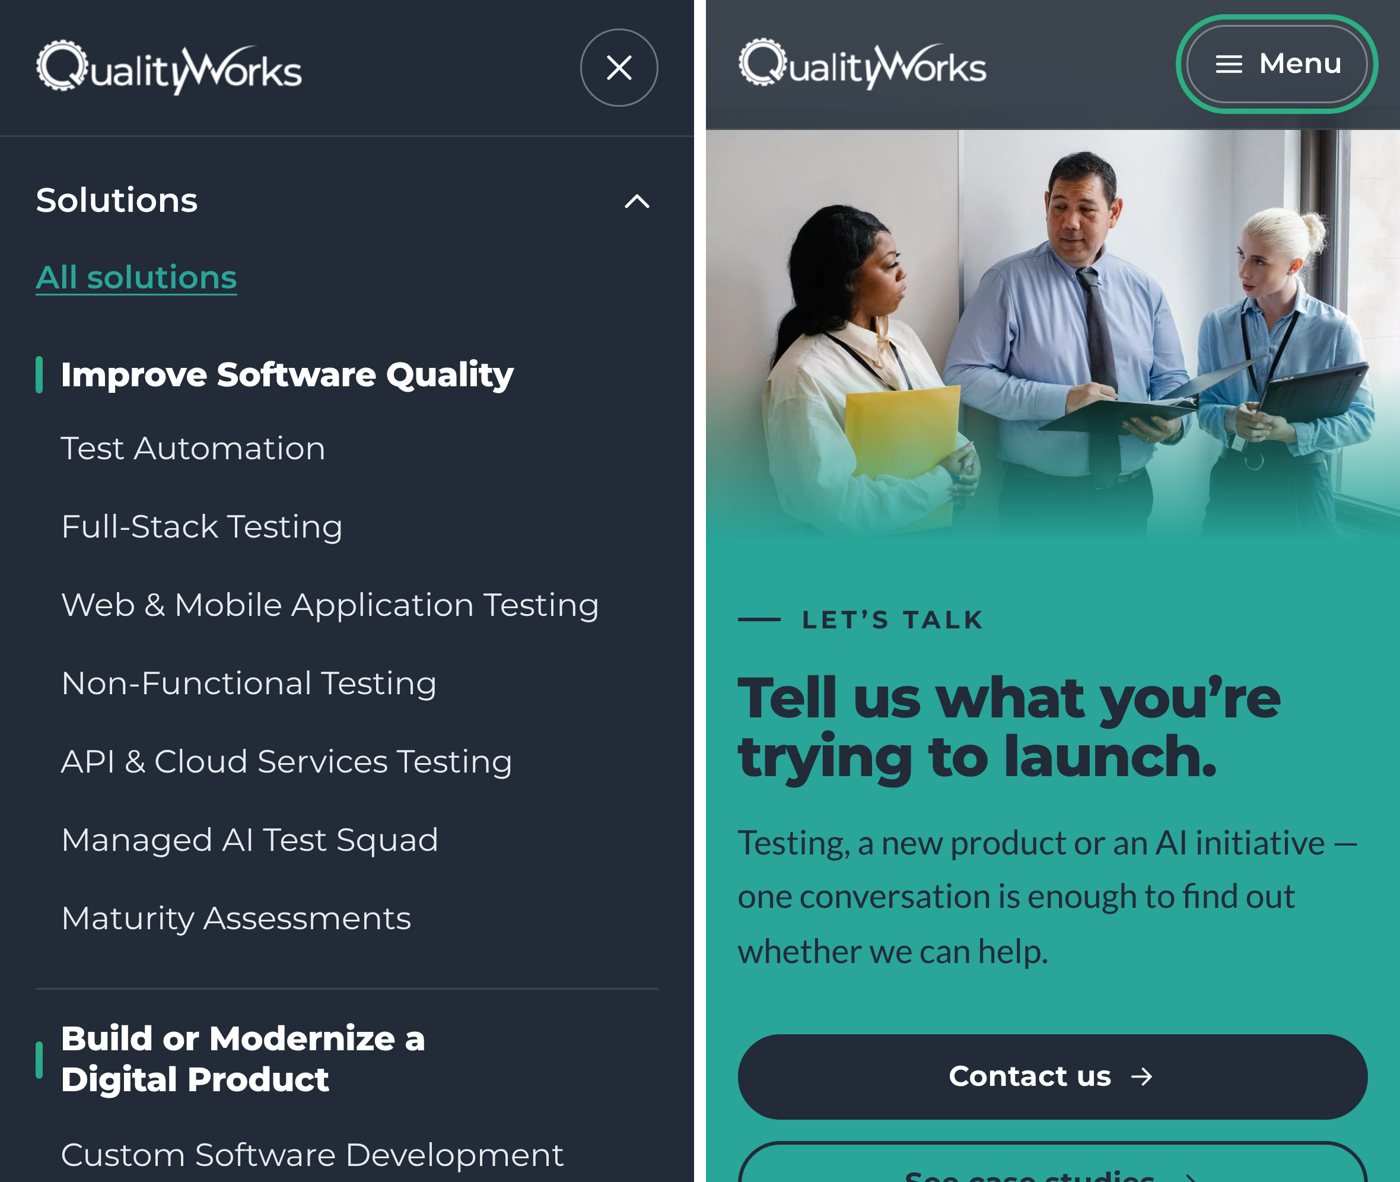 QualityWorks
Solutions
All solutions
Improve Software Quality
Test Automation
Full-Stack Testing
Web & Mobile Application Testing
Non-Functional Testing
API & Cloud Services Testing
Managed AI Test Squad
Maturity Assessments
Build or Modernize a
Digital Product
Custom Software Development
QualityWorks
Menu
LET’S TALK
Tell us what you’re
trying to launch.
Testing, a new product or an AI initiative —
one conversation is enough to find out
whether we can help.
Contact us
See case studies